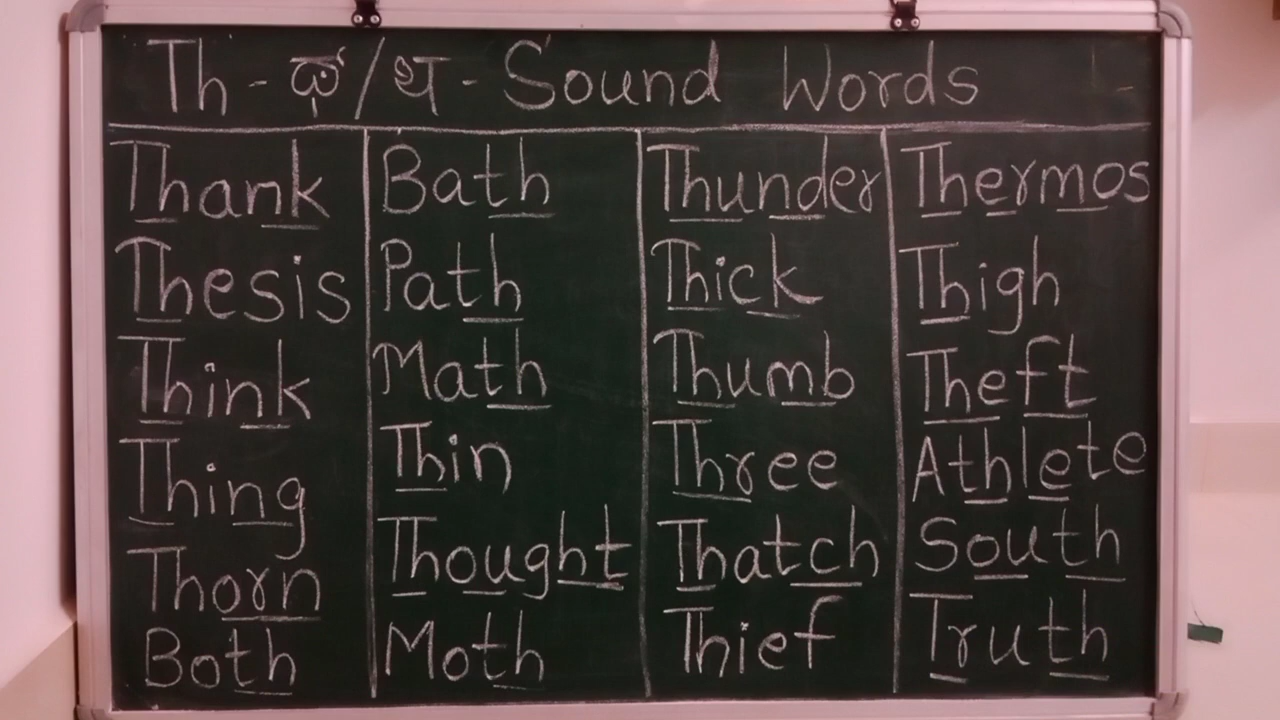 Th - ಥ / थ - Sound Words
Thank
Thesis
Think
Thing
Thorn
Both
Bath
Path
Math
Thin
Thought
Moth
Thunder
Thick
Thumb
Three
Thatch
Thief
Thermos
Thigh
Theft
Athlete
South
Truth